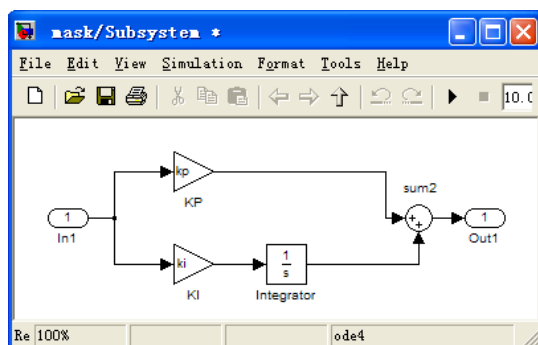 mask/Subsystem *
File Edit View Simulation Format Tools Help
10.0
kp
KP
sum2
1
In1
+
+
1
Out1
ki
KI
1
s
Integrator
Re 100% ode4